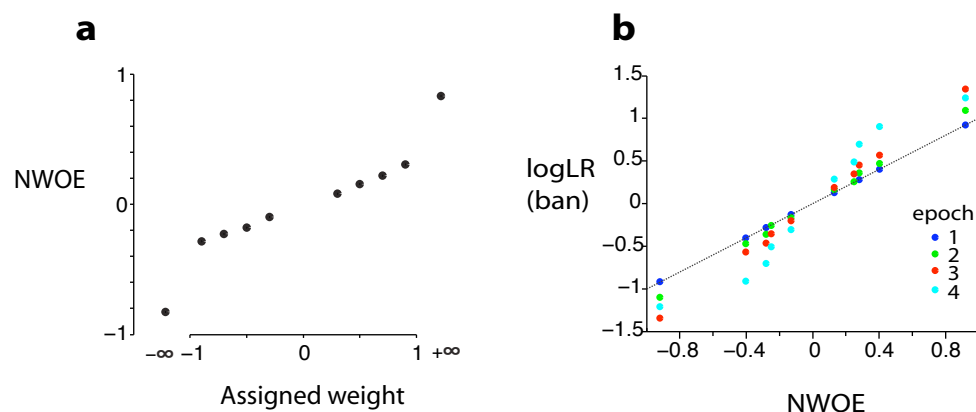 a
NWOE
1
0
−1
−∞ −1 0 1 +∞
Assigned weight
b
logLR
(ban)
1.5
1
0.5
0
−0.5
−1
−1.5
−0.8 −0.4 0 0.4 0.8
NWOE
epoch
1
2
3
4